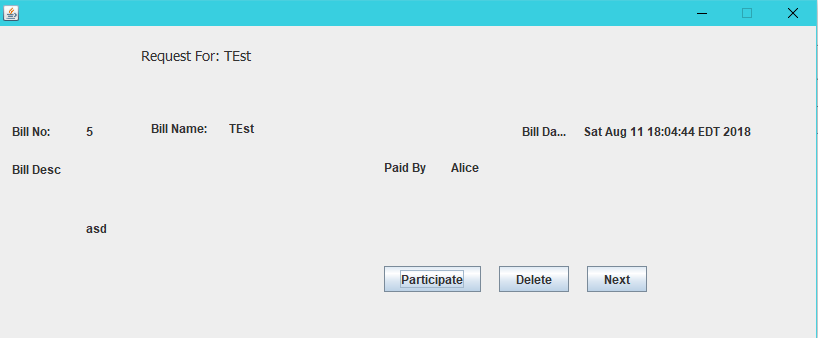 Request For: TEst
Bill No: 5 Bill Name: TEst Bill Da... Sat Aug 11 18:04:44 EDT 2018
Bill Desc Paid By Alice
asd
Participate Delete Next